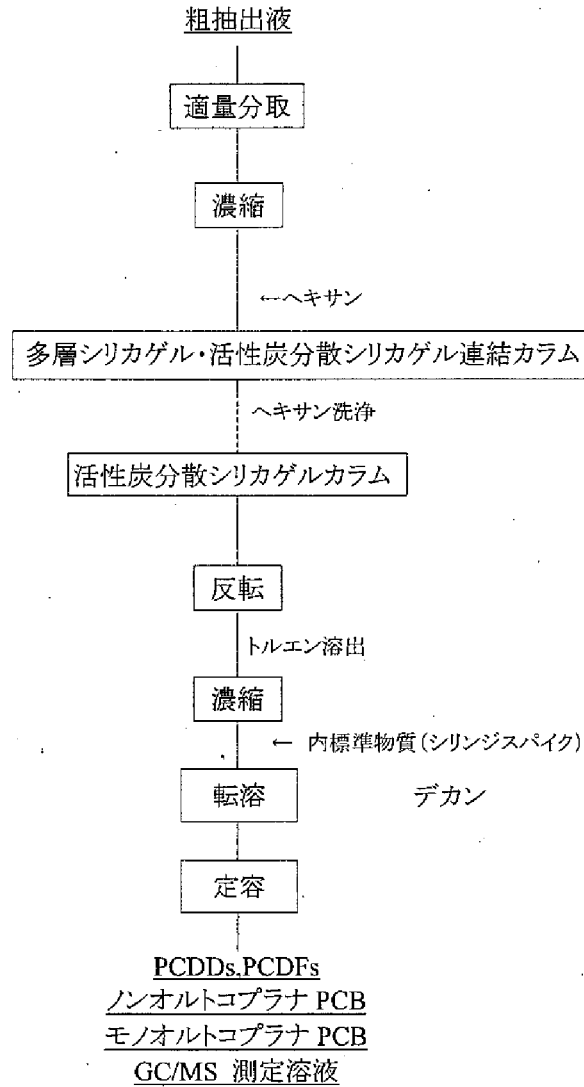 粗抽出液
適量分取
濃縮
←ヘキサン
多層シリカゲル・活性炭分散シリカゲル連結カラム
ヘキサン洗浄
活性炭分散シリカゲルカラム
反転
トルエン溶出
濃縮
← 内標準物質(シリンジスパイク)
転溶 デカン
定容
PCDDs,PCDFs
ノンオルトコプラナ PCB
モノオルトコプラナ PCB
GC/MS 測定溶液